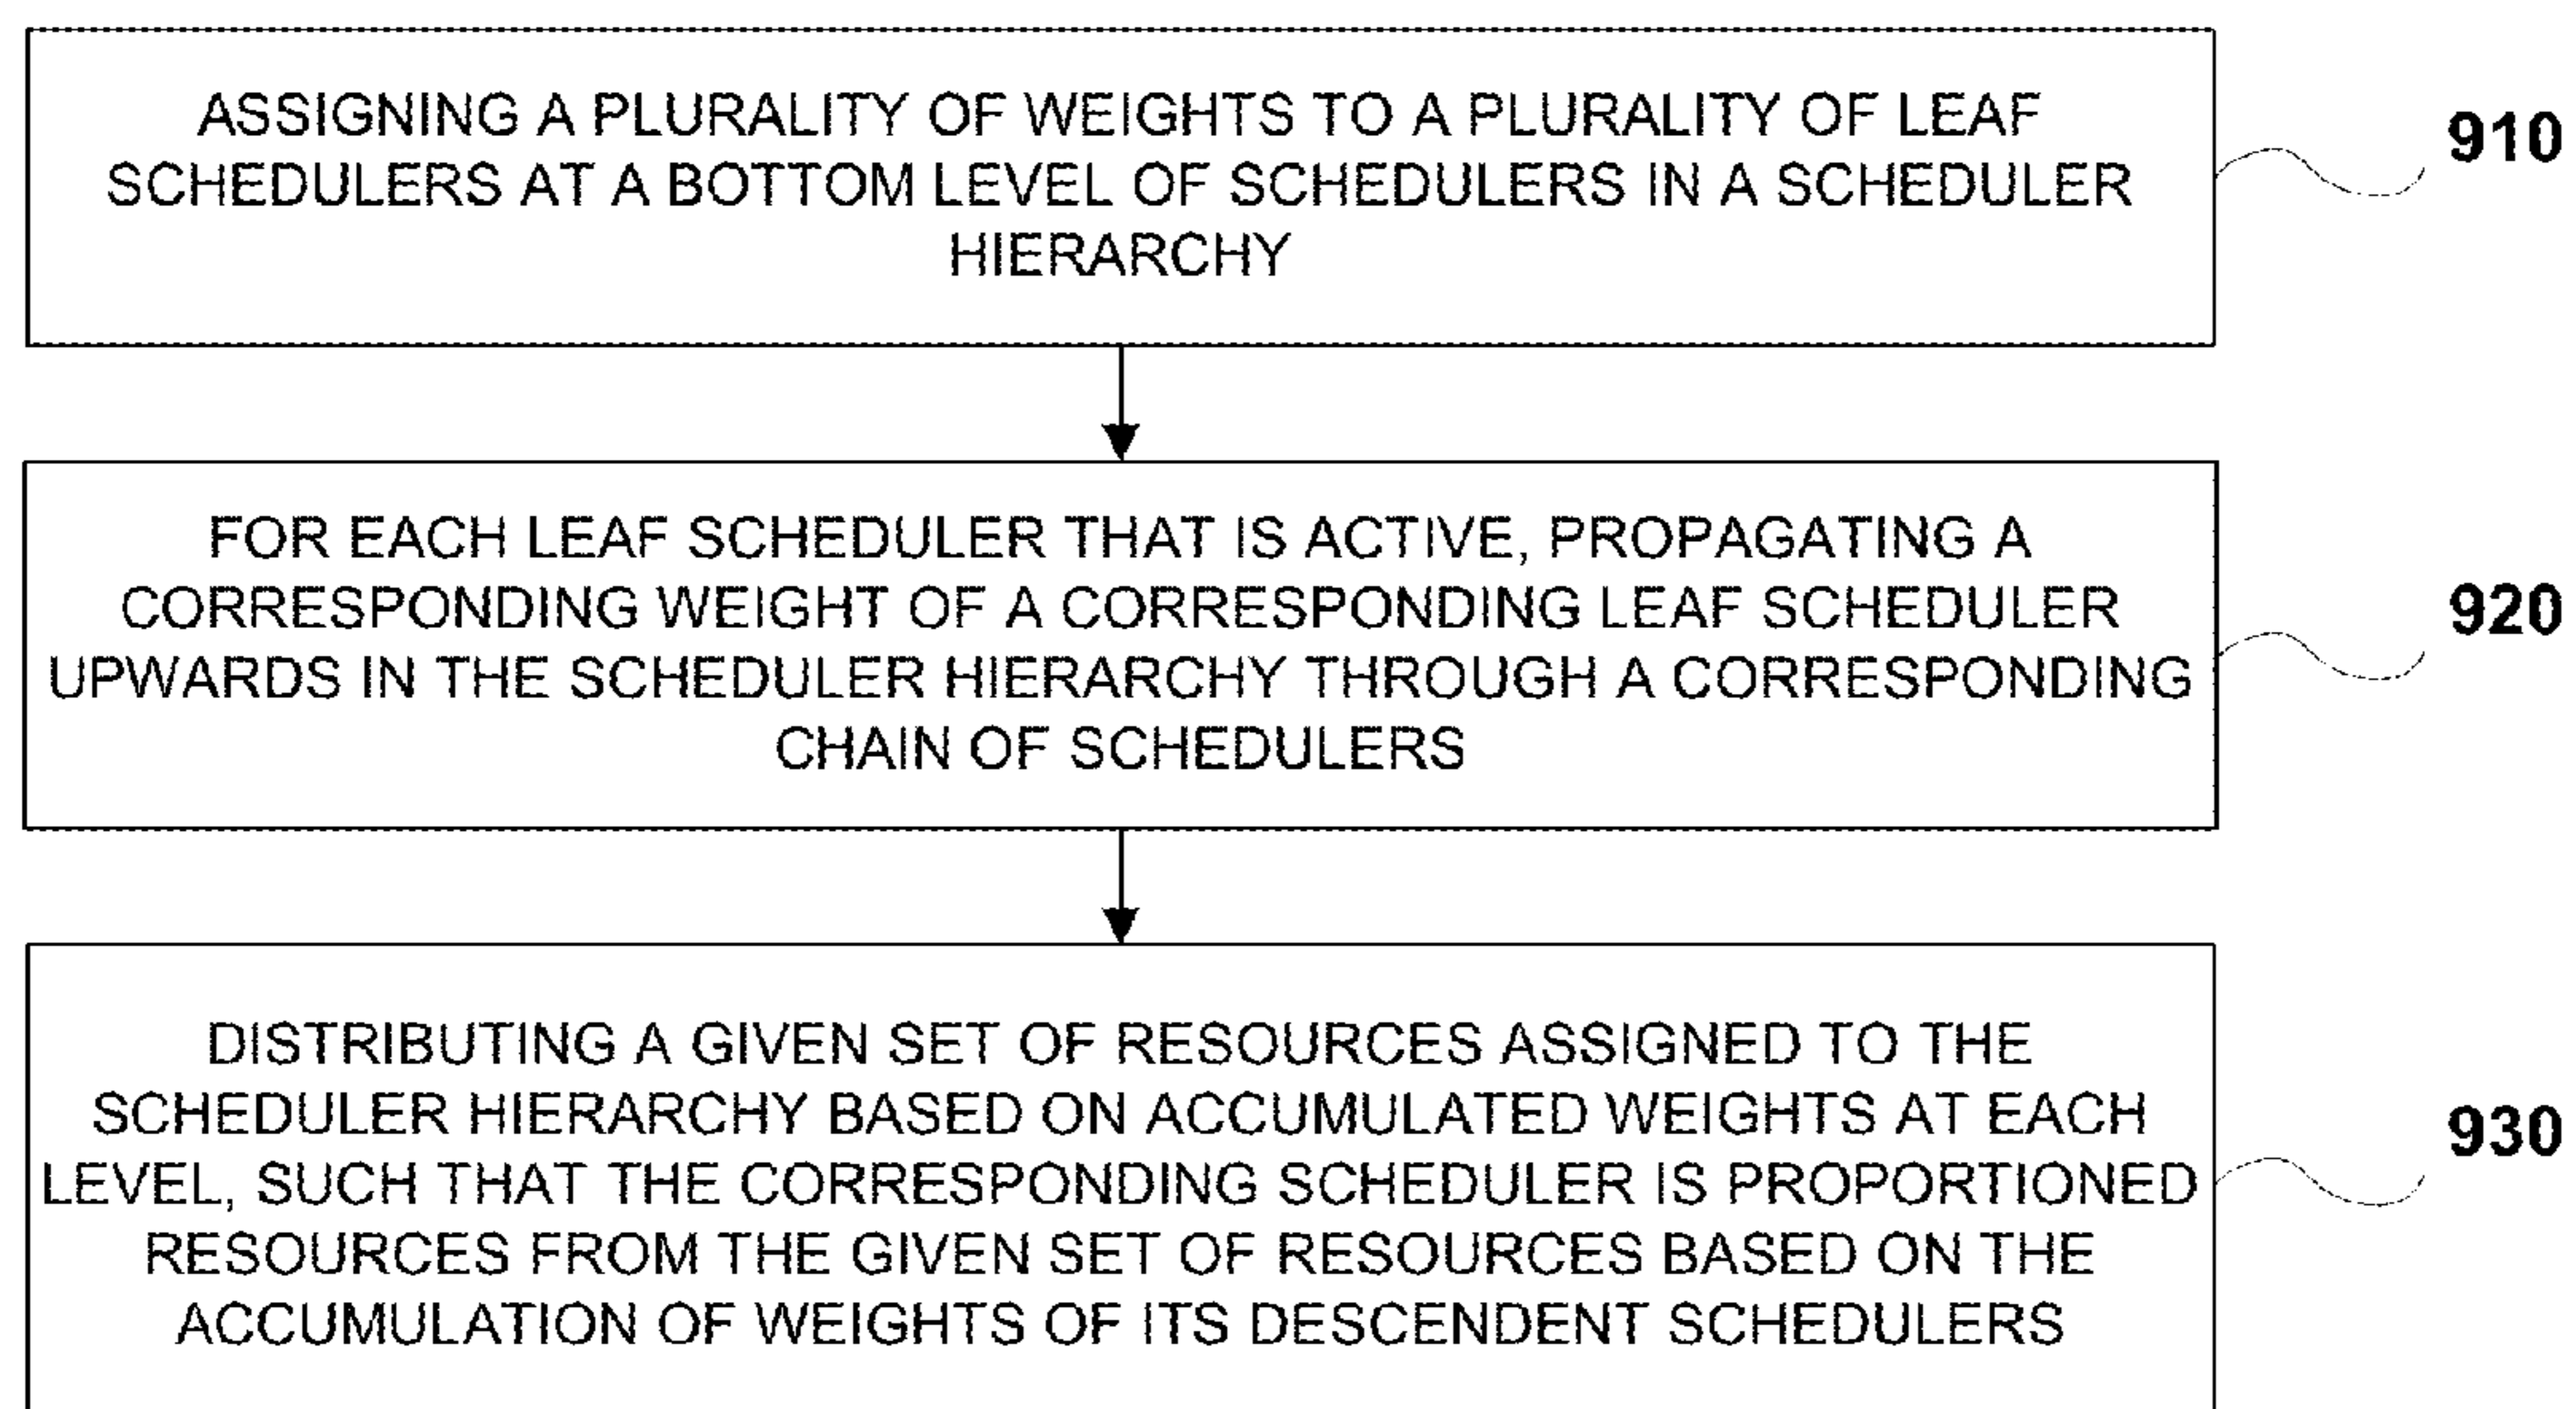 ASSIGNING A PLURALITY OF WEIGHTS TO A PLURALITY OF LEAF
SCHEDULERS AT A BOTTOM LEVEL OF SCHEDULERS IN A SCHEDULER
HIERARCHY
910
FOR EACH LEAF SCHEDULER THAT IS ACTIVE, PROPAGATING A
CORRESPONDING WEIGHT OF A CORRESPONDING LEAF SCHEDULER
UPWARDS IN THE SCHEDULER HIERARCHY THROUGH A CORRESPONDING
CHAIN OF SCHEDULERS
920
DISTRIBUTING A GIVEN SET OF RESOURCES ASSIGNED TO THE
SCHEDULER HIERARCHY BASED ON ACCUMULATED WEIGHTS AT EACH
LEVEL, SUCH THAT THE CORRESPONDING SCHEDULER IS PROPORTIONED
RESOURCES FROM THE GIVEN SET OF RESOURCES BASED ON THE
ACCUMULATION OF WEIGHTS OF ITS DESCENDENT SCHEDULERS
930